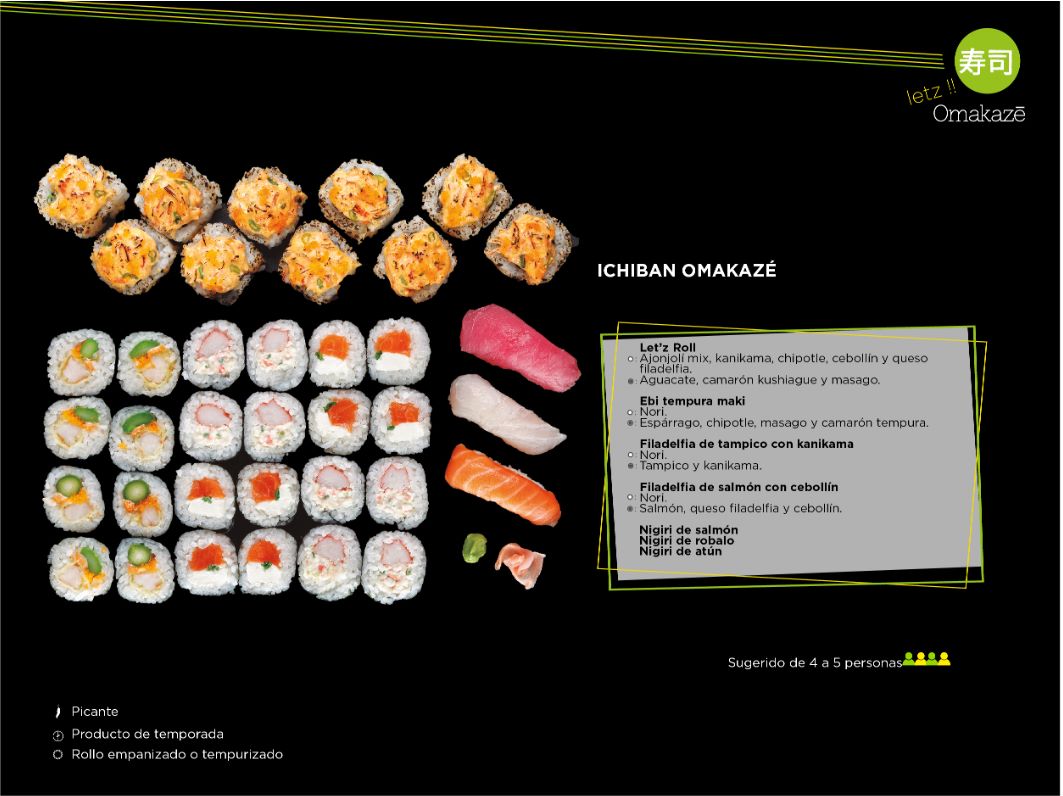 寿司
letz !!
Omakazē
ICHIBAN OMAKAZÉ
Let'z Roll
Ajonjolí mix, kanikama, chipotle, cebollín y queso
filadelfia.
Aguacate, camarón kushiague y masago.
Ebi tempura maki
Nori.
Espárrago, chipotle, masago y camarón tempura.
Filadelfia de tampico con kanikama
Nori.
Tampico y kanikama.
Filadelfia de salmón con cebollín
Nori.
Salmón, queso filadelfia y cebollín.
Nigiri de salmón
Nigiri de robalo
Nigiri de atún
Sugerido de 4 a 5 personas
Picante
Producto de temporada
Rollo empanizado o tempurizado